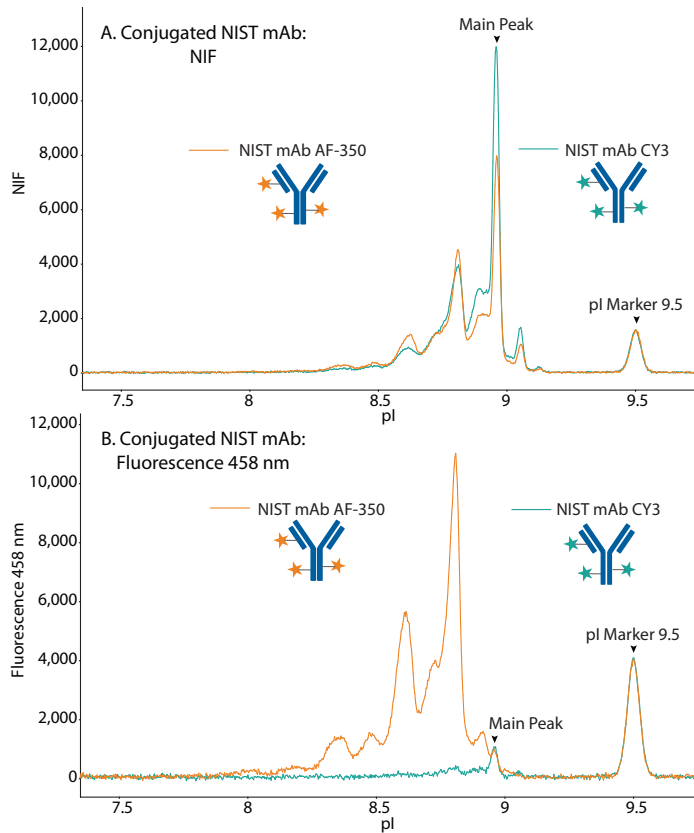 A. Conjugated NIST mAb:
NIF
Main Peak
12,000
10,000
8,000
6,000
4,000
2,000
0
NIF
NIST mAb AF-350
NIST mAb CY3
pI Marker 9.5
7.5
8
8.5
9
9.5
pI
B. Conjugated NIST mAb:
Fluorescence 458 nm
12,000
10,000
8,000
6,000
4,000
2,000
0
Fluorescence 458 nm
NIST mAb AF-350
NIST mAb CY3
pI Marker 9.5
Main Peak
7.5
8
8.5
9
9.5
pI